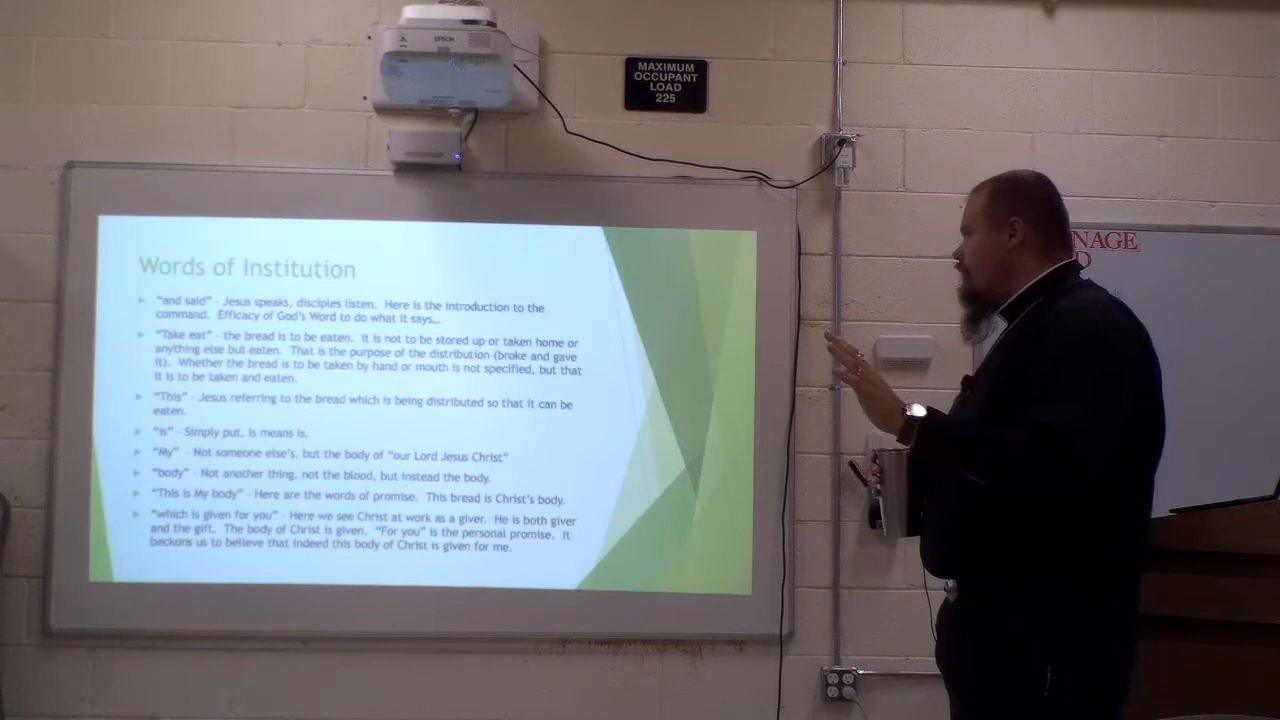 EPSON
MAXIMUM
OCCUPANT
LOAD
225
NAGE
D
Words of Institution
"and said" - Jesus speaks, disciples listen. Here is the introduction to the
command. Efficacy of God's Word to do what it says…
"Take eat" - the bread is to be eaten. It is not to be stored up or taken home or
anything else but eaten. That is the purpose of the distribution (broke and gave
it). Whether the bread is to be taken by hand or mouth is not specified, but that
it is to be taken and eaten.
"This" - Jesus referring to the bread which is being distributed so that it can be
eaten.
"is" - Simply put, is means is.
"My" - Not someone else's, but the body of "our Lord Jesus Christ"
"body" - Not another thing, not the blood, but instead the body.
"This is My body" - Here are the words of promise. This bread is Christ's body.
"which is given for you" - Here we see Christ at work as a giver. He is both giver
and the gift. The body of Christ is given. "For you" is the personal promise. It
beckons us to believe that indeed this body of Christ is given for me.